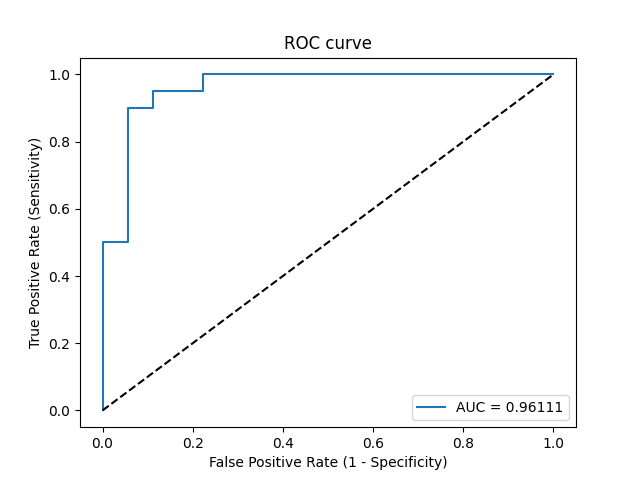 ROC curve
True Positive Rate (Sensitivity)
1.0
0.8
0.6
0.4
0.2
0.0
AUC = 0.96111
0.0 0.2 0.4 0.6 0.8 1.0
False Positive Rate (1 - Specificity)